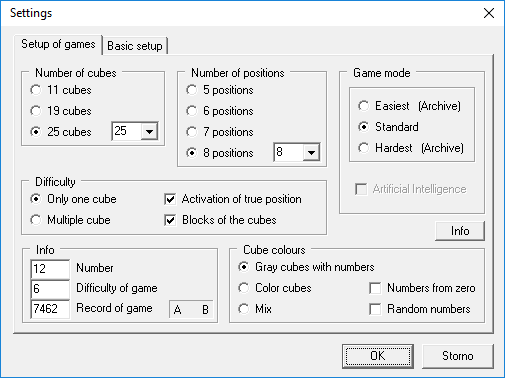 Settings
Setup of games
Basic setup
Number of cubes
11 cubes
19 cubes
25 cubes
25
Number of positions
5 positions
6 positions
7 positions
8 positions
8
Game mode
Easiest (Archive)
Standard
Hardest (Archive)
Artificial Intelligence
Difficulty
Only one cube
Activation of true position
Multiple cube
Blocks of the cubes
Info
Info
12 Number
6 Difficulty of game
7462 Record of game A B
Cube colours
Gray cubes with numbers
Color cubes
Numbers from zero
Mix
Random numbers
OK
Storno